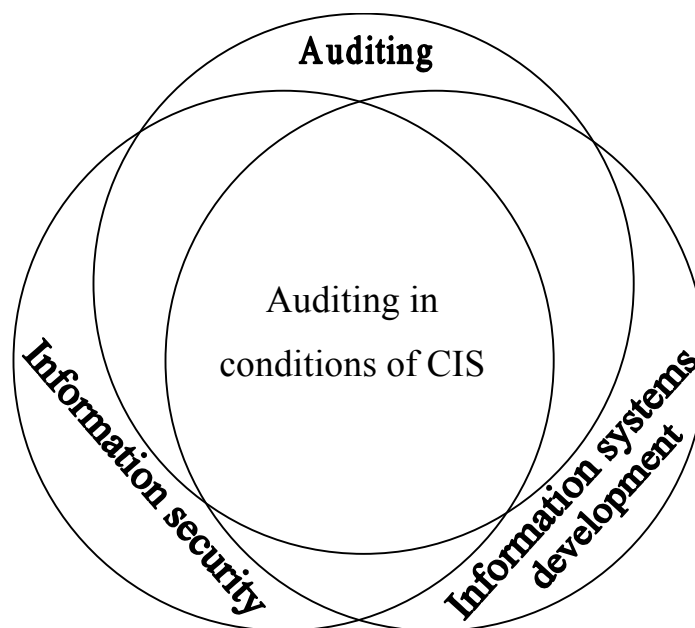 Auditing
Auditing in
conditions of CIS
Information security
Information systems
development